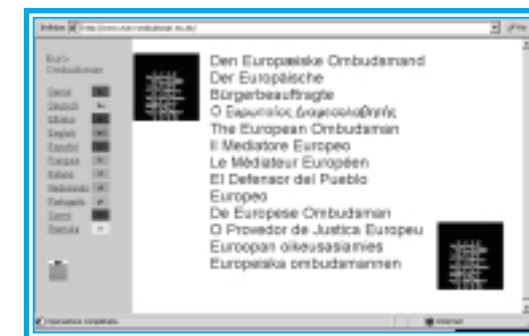 Euro-
Ombudsman
Dansk
Deutsch
Ελληνικά
English
Español
Français
Italiano
Nederlands
Português
Suomi
Svenska
Den Europæiske Ombudsmand
Der Europäische
Bürgerbeauftragte
Ο Ευρωπαίος Διαμεσολαβητής
The European Ombudsman
Il Mediatore Europeo
Le Médiateur Européen
El Defensor del Pueblo
Europeo
De Europese Ombudsman
O Provedor de Justiça Europeu
Euroopan oikeusasiamies
Europeiska ombudsmannen
Internet